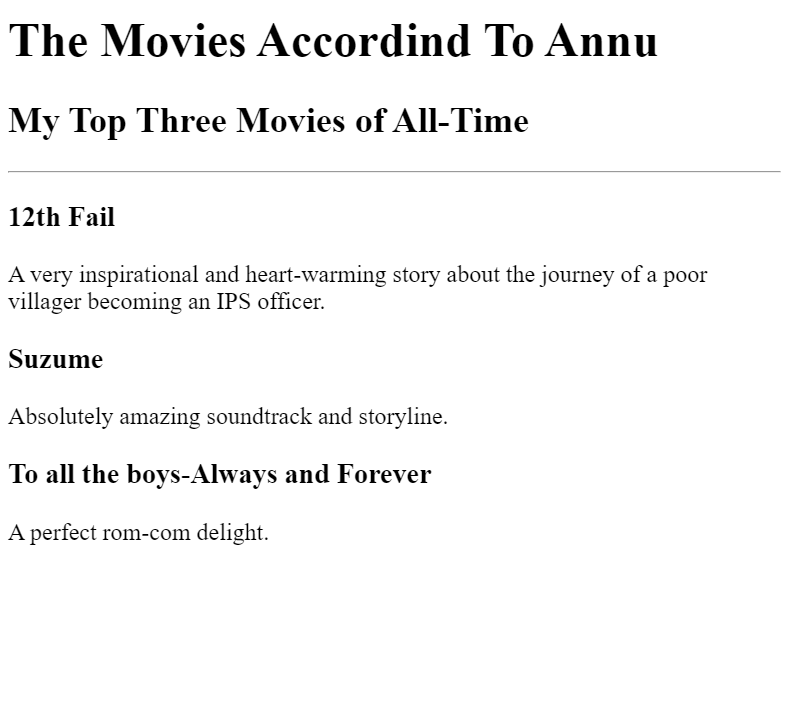 The Movies Accordind To Annu
My Top Three Movies of All-Time
12th Fail
A very inspirational and heart-warming story about the journey of a poor
villager becoming an IPS officer.
Suzume
Absolutely amazing soundtrack and storyline.
To all the boys-Always and Forever
A perfect rom-com delight.